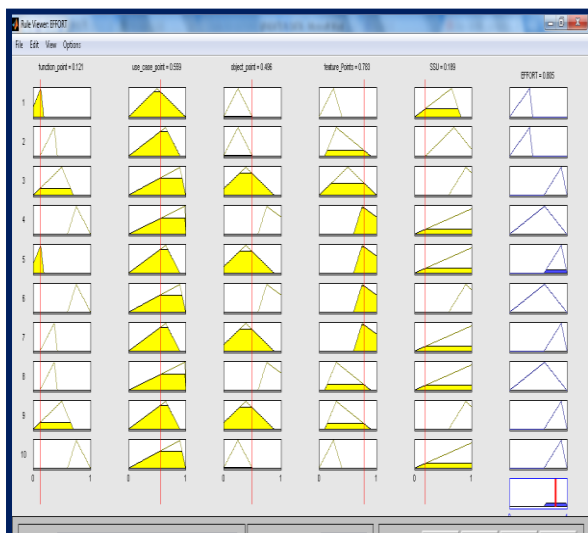 Rule Viewer: EFFORT
File Edit View Options
function_point = 0.121 use_case_point = 0.559 object_point = 0.496 feature_Points = 0.783 SSU = 0.189 EFFORT = 0.805
1
2
3
4
5
6
7
8
9
10
0 1 0 1 0 1 0 1 0 1